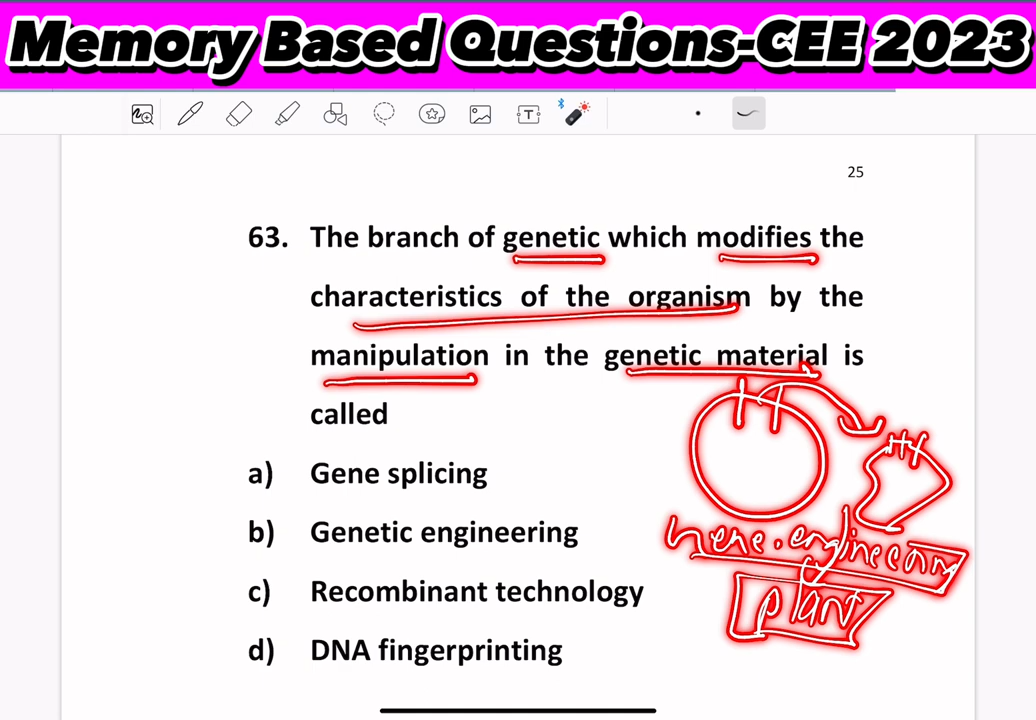 Memory Based Questions-CEE 2023
25
63. The branch of genetic which modifies the
characteristics of the organism by the
manipulation in the genetic material is
called
a) Gene splicing
b) Genetic engineering
c) Recombinant technology
d) DNA fingerprinting
plant